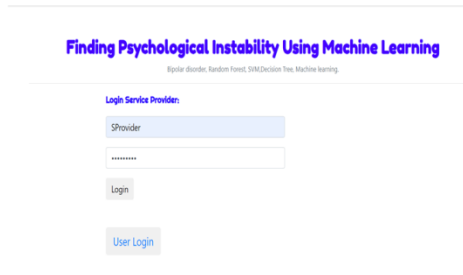 Finding Psychological Instability Using Machine Learning
Bipolar disorder, Random Forest, SVM,Decision Tree, Machine learning.
Login Service Provider:
SProvider
•••••••••
Login
User Login